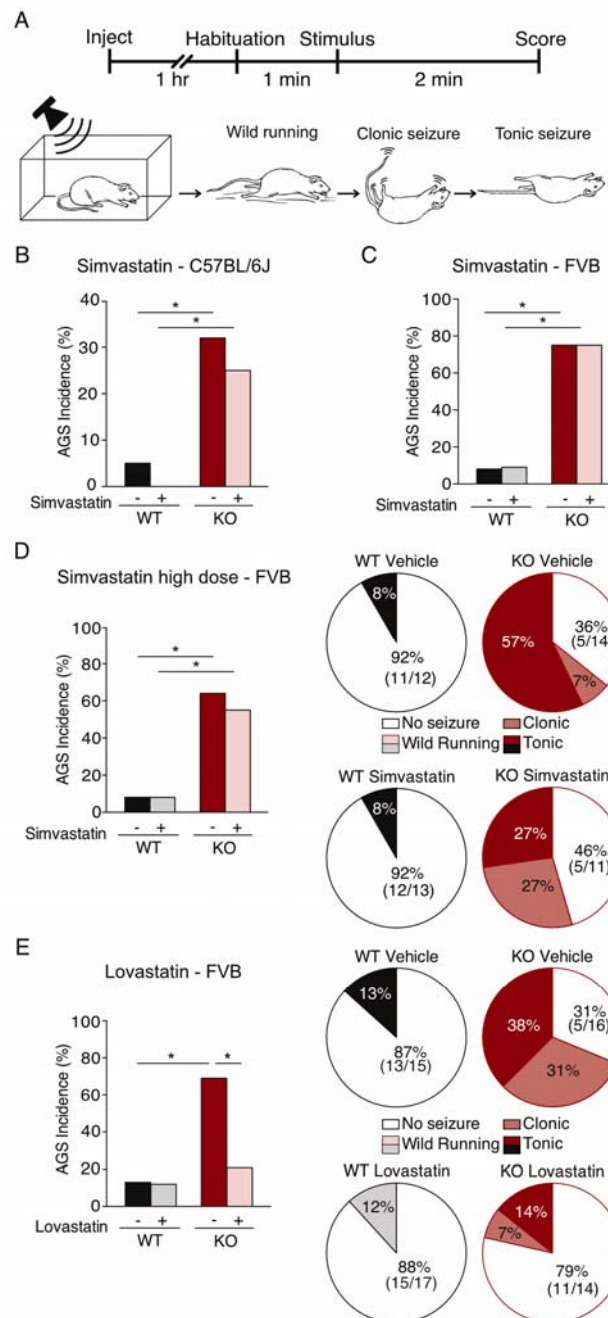 A
Inject
Habituation
Stimulus
Score
1 hr
1 min
2 min
Wild running
Clonic seizure
Tonic seizure
B
Simvastatin - C57BL/6J
AGS Incidence (%)
40
30
20
10
0
Simvastatin
- + - +
WT KO
* *
C
Simvastatin - FVB
AGS Incidence (%)
100
80
60
40
20
0
Simvastatin
- + - +
WT KO
* *
D
Simvastatin high dose - FVB
AGS Incidence (%)
100
80
60
40
20
0
Simvastatin
- + - +
WT KO
* *
WT Vehicle
8%
92%
(11/12)
KO Vehicle
57%
36%
(5/14
7%
No seizure
Clonic
Wild Running
Tonic
WT Simvastatin
8%
92%
(12/13)
KO Simvastatin
27%
46%
(5/11)
27%
E
Lovastatin - FVB
AGS Incidence (%)
100
80
60
40
20
0
Lovastatin
- + - +
WT KO
* *
WT Vehicle
13%
87%
(13/15)
KO Vehicle
38%
31%
(5/16)
31%
No seizure
Clonic
Wild Running
Tonic
WT Lovastatin
12%
88%
(15/17)
KO Lovastatin
14%
7%
79%
(11/14)